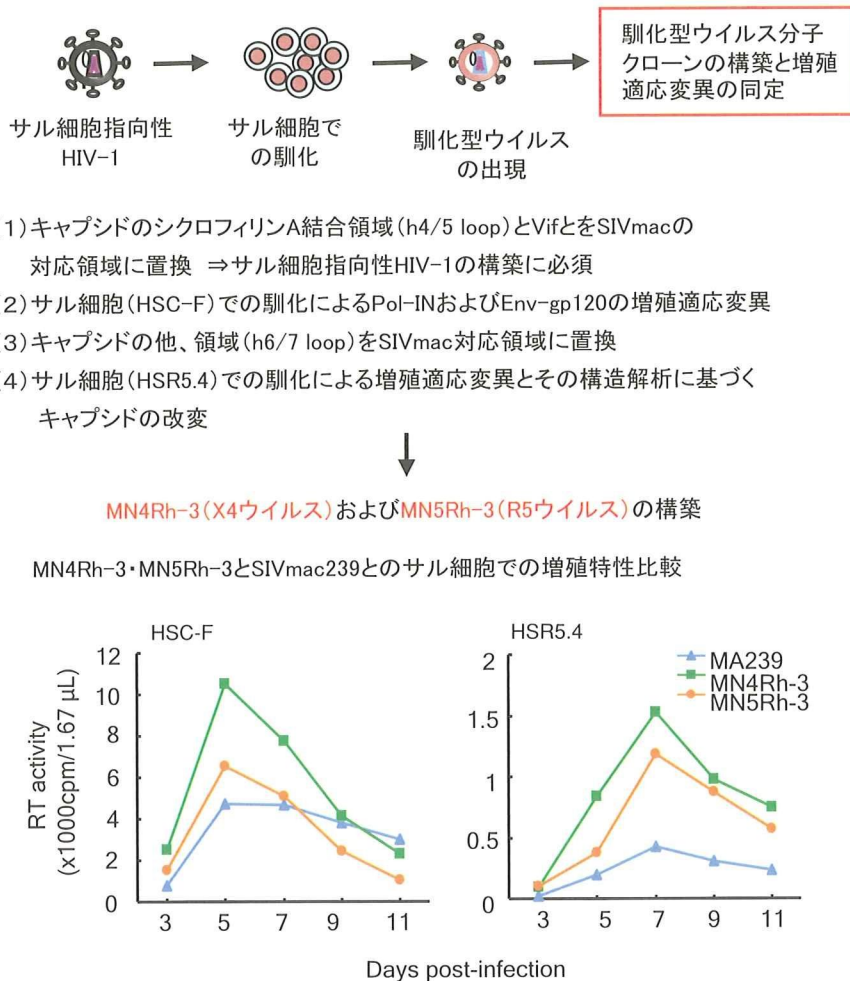 サル細胞指向性
HIV-1
サル細胞で
の馴化
馴化型ウイルス
の出現
馴化型ウイルス分子
クローンの構築と増殖
適応変異の同定
1)キャプシドのシクロフィリンA結合領域(h4/5 loop)とVifとをSIVmacの
対応領域に置換 ⇒サル細胞指向性HIV-1の構築に必須
2)サル細胞(HSC-F)での馴化によるPol-INおよびEnv-gp120の増殖適応変異
3)キャプシドの他、領域(h6/7 loop)をSIVmac対応領域に置換
4)サル細胞(HSR5.4)での馴化による増殖適応変異とその構造解析に基づく
キャプシドの改変
MN4Rh-3(X4ウイルス)およびMN5Rh-3(R5ウイルス)の構築
MN4Rh-3・MN5Rh-3とSIVmac239とのサル細胞での増殖特性比較
HSC-F
RT activity
(x1000cpm/1.67 μL)
12
10
8
6
4
2
0
3 5 7 9 11
HSR5.4
MA239
MN4Rh-3
MN5Rh-3
2
1.5
1
0.5
0
3 5 7 9 11
Days post-infection